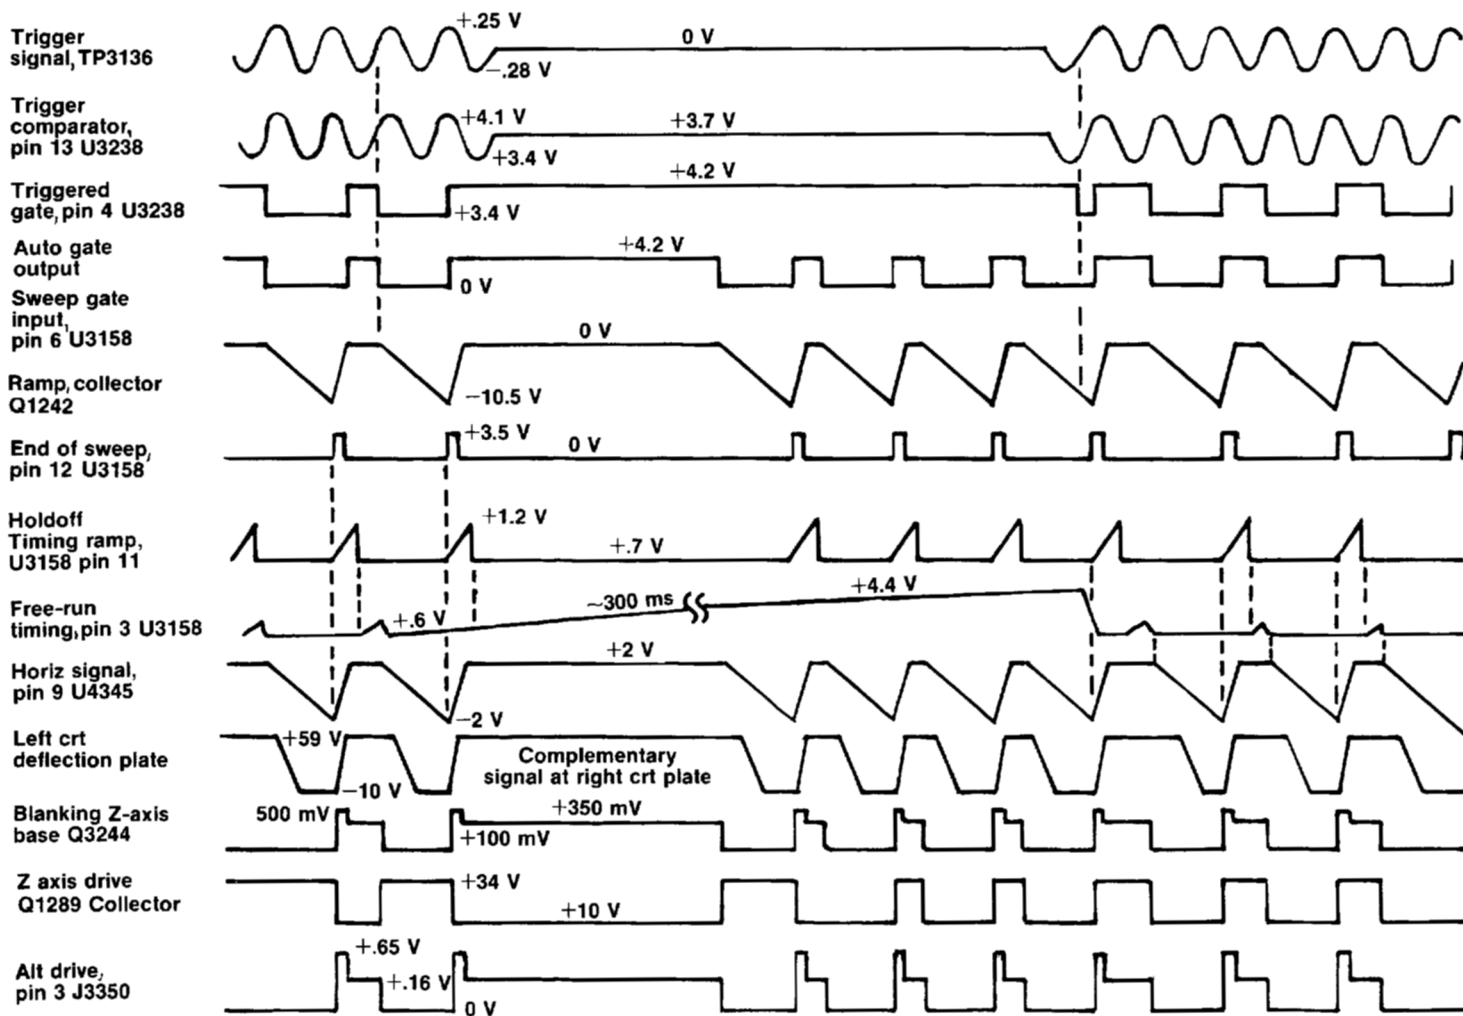 Trigger
signal, TP3136
+.25 V
0 V
−.28 V
Trigger
comparator,
pin 13 U3238
+4.1 V
+3.7 V
+3.4 V
Triggered
gate, pin 4 U3238
+4.2 V
+3.4 V
Auto gate
output
+4.2 V
0 V
Sweep gate
input,
pin 6 U3158
0 V
Ramp, collector
Q1242
−10.5 V
End of sweep,
pin 12 U3158
+3.5 V
0 V
Holdoff
Timing ramp,
U3158 pin 11
+1.2 V
+.7 V
Free-run
timing, pin 3 U3158
+.6 V
~300 ms
+4.4 V
Horiz signal,
pin 9 U4345
+2 V
−2 V
Left crt
deflection plate
+59 V
−10 V
Complementary
signal at right crt plate
Blanking Z-axis
base Q3244
500 mV
+350 mV
+100 mV
Z axis drive
Q1289 Collector
+34 V
+10 V
Alt drive,
pin 3 J3350
+.65 V
+.16 V
0 V